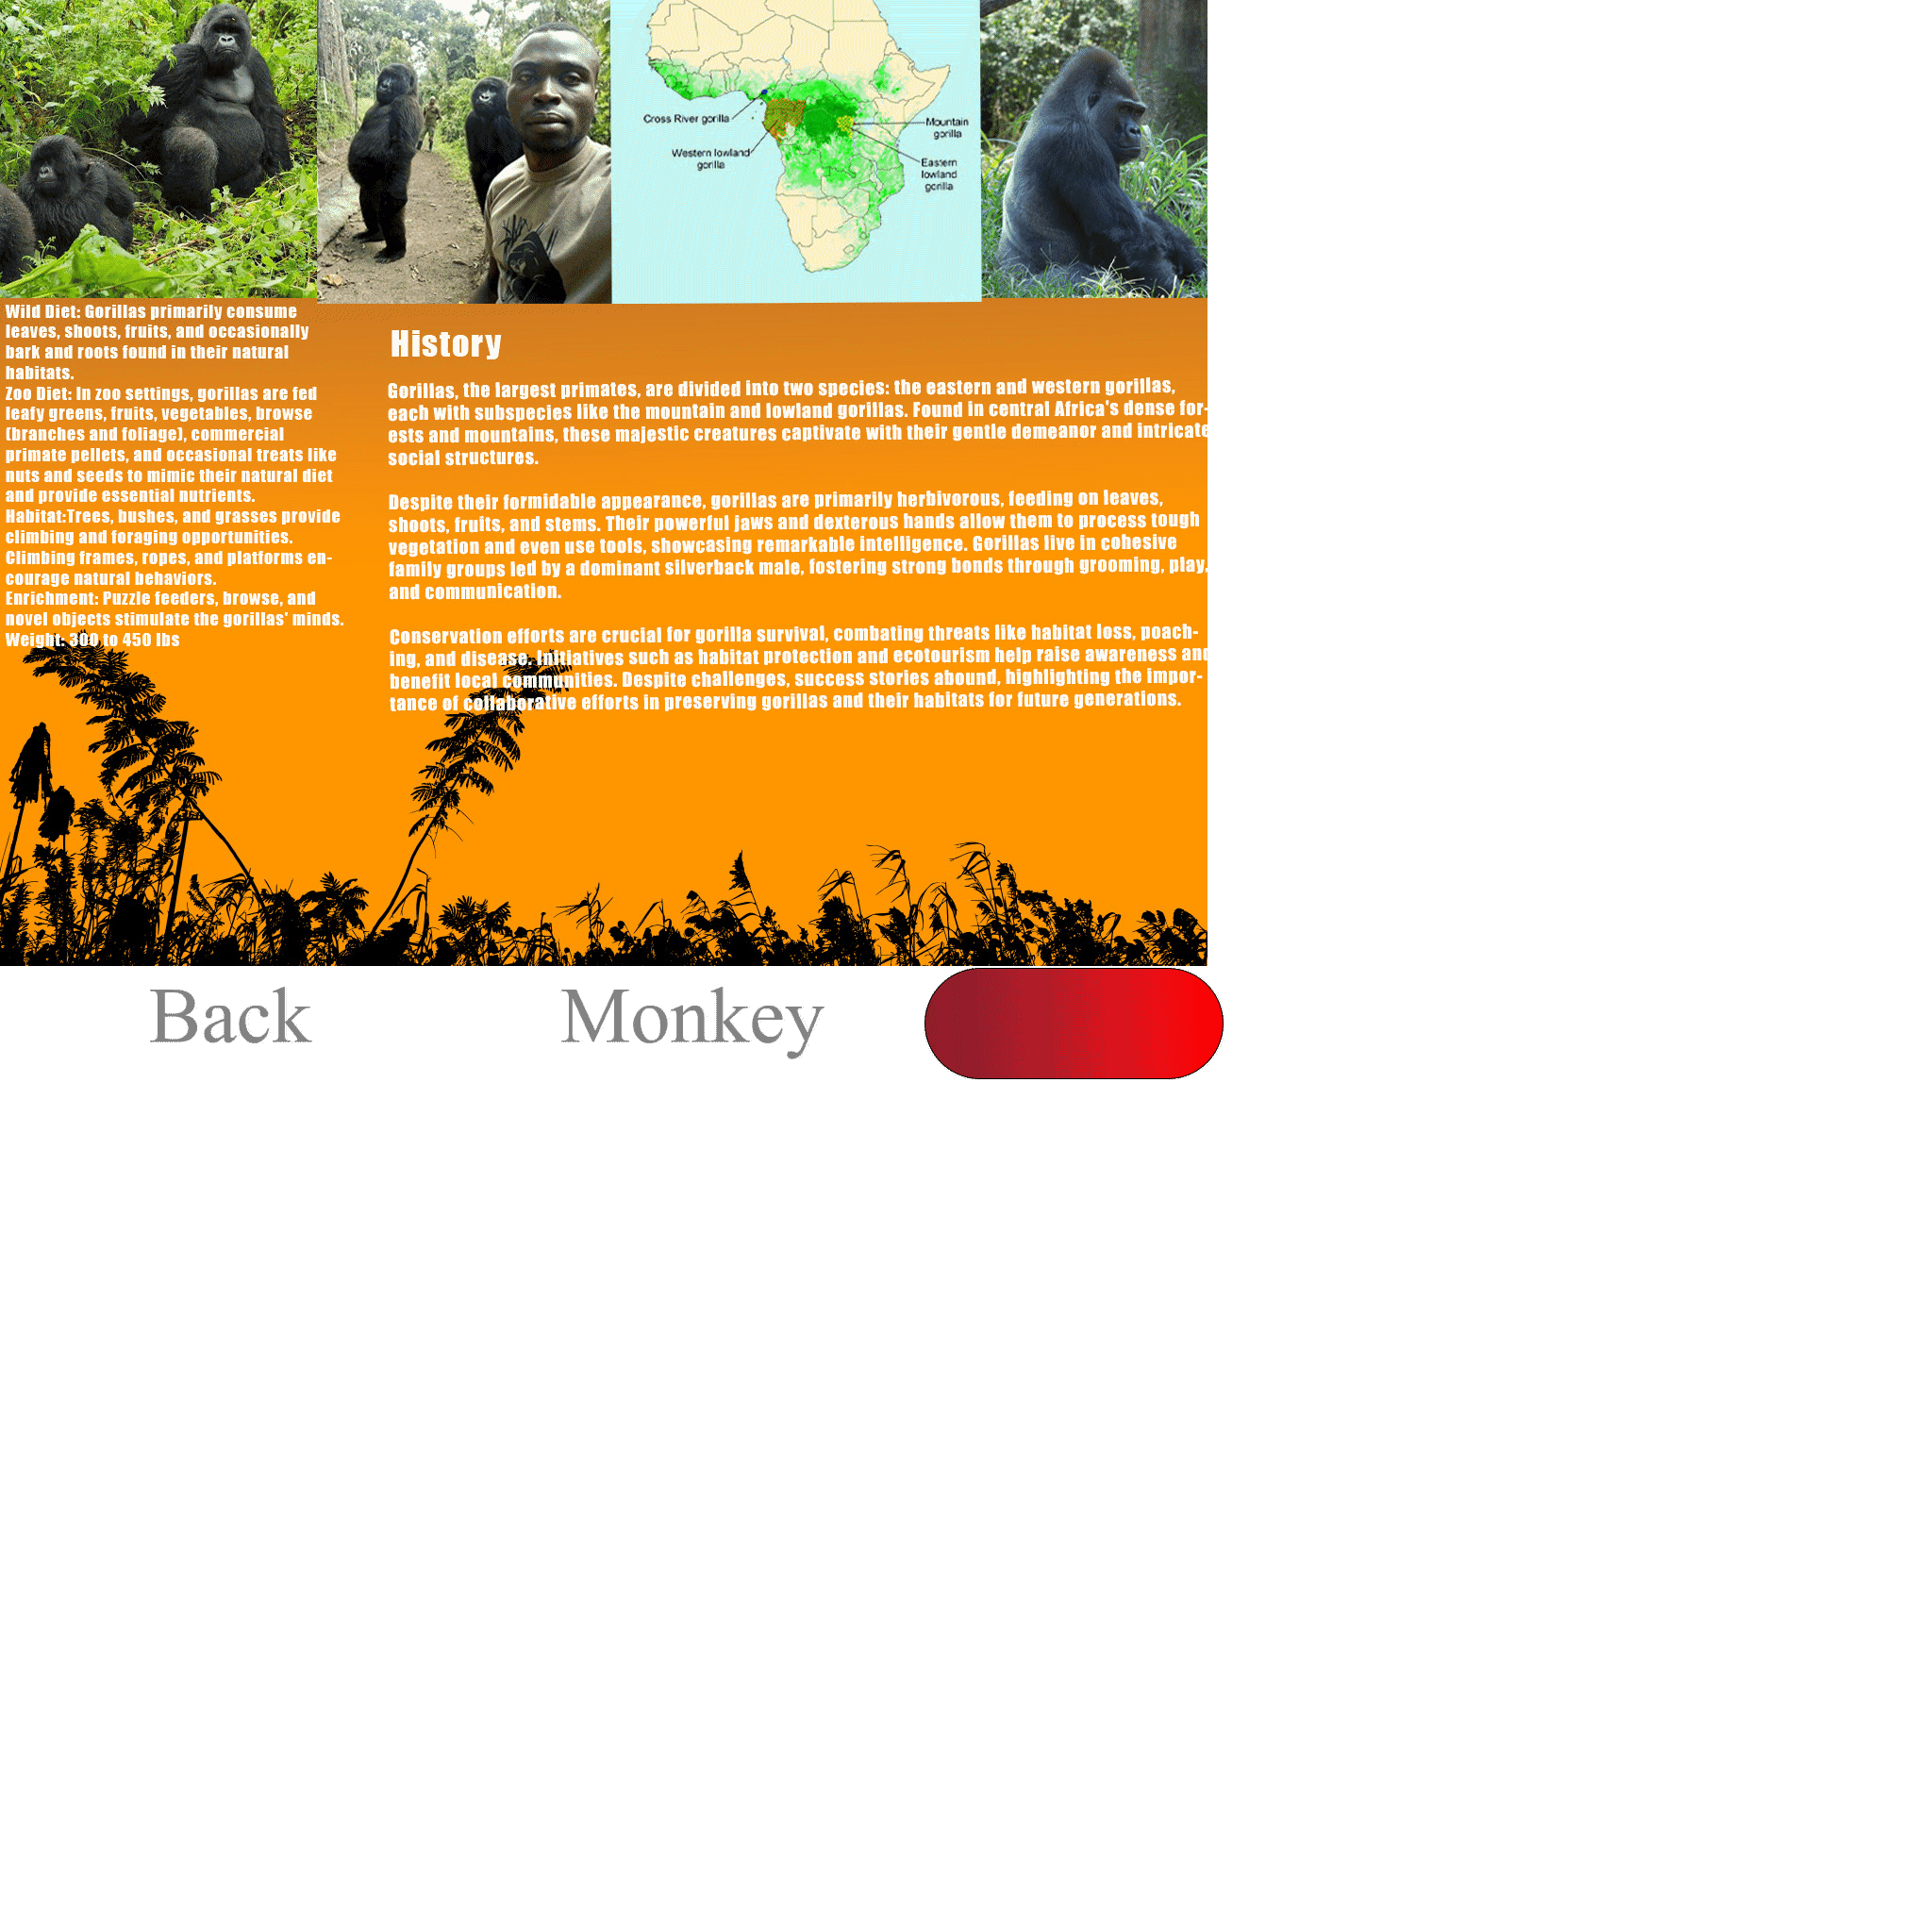 Cross River gorilla
Western lowland
gorilla
Mountain
gorilla
Eastern
lowland
gorilla
Wild Diet: Gorillas primarily consume
leaves, shoots, fruits, and occasionally
bark and roots found in their natural
habitats.
Zoo Diet: In zoo settings, gorillas are fed
leafy greens, fruits, vegetables, browse
(branches and foliage), commercial
primate pellets, and occasional treats like
nuts and seeds to mimic their natural diet
and provide essential nutrients.
Habitat:Trees, bushes, and grasses provide
climbing and foraging opportunities.
Climbing frames, ropes, and platforms en-
courage natural behaviors.
Enrichment: Puzzle feeders, browse, and
novel objects stimulate the gorillas' minds.
Weight: 300 to 450 lbs
History
Gorillas, the largest primates, are divided into two species: the eastern and western gorillas,
each with subspecies like the mountain and lowland gorillas. Found in central Africa's dense for-
ests and mountains, these majestic creatures captivate with their gentle demeanor and intricate
social structures.
Despite their formidable appearance, gorillas are primarily herbivorous, feeding on leaves,
shoots, fruits, and stems. Their powerful jaws and dexterous hands allow them to process tough
vegetation and even use tools, showcasing remarkable intelligence. Gorillas live in cohesive
family groups led by a dominant silverback male, fostering strong bonds through grooming, play,
and communication.
Conservation efforts are crucial for gorilla survival, combating threats like habitat loss, poach-
ing, and disease. Initiatives such as habitat protection and ecotourism help raise awareness and
benefit local communities. Despite challenges, success stories abound, highlighting the impor-
tance of collaborative efforts in preserving gorillas and their habitats for future generations.
Back
Monkey